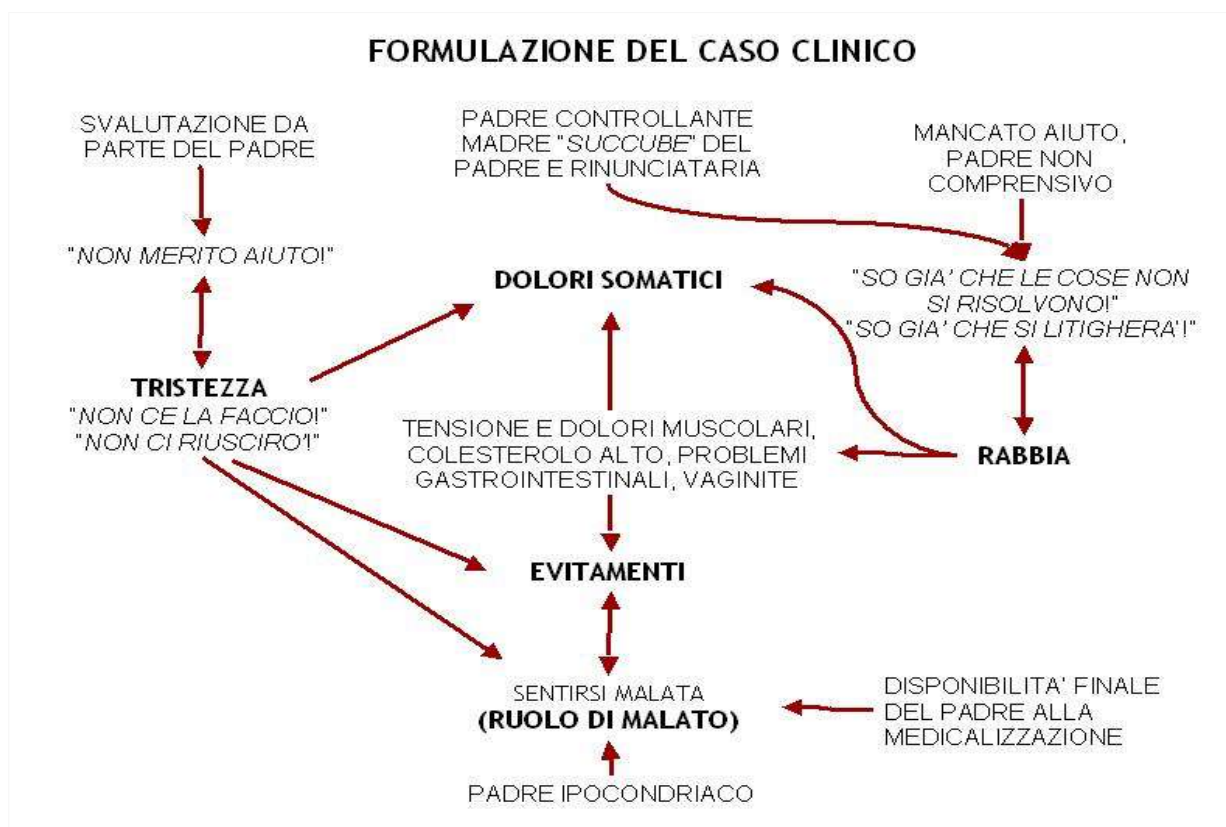 FORMULAZIONE DEL CASO CLINICO
SVALUTAZIONE DA
PARTE DEL PADRE
PADRE CONTROLLANTE
MADRE "SUCCUBE" DEL
PADRE E RINUNCIATARIA
MANCATO AIUTO,
PADRE NON
COMPRENSIVO
"NON MERITO AIUTO!"
DOLORI SOMATICI
"SO GIA' CHE LE COSE NON
SI RISOLVONO!"
"SO GIA' CHE SI LITIGHERA'!"
TRISTEZZA
"NON CE LA FACCIO!"
"NON CI RIUSCIRO'!"
TENSIONE E DOLORI MUSCOLARI,
COLESTEROLO ALTO, PROBLEMI
GASTROINTESTINALI, VAGINITE
RABBIA
EVITAMENTI
SENTIRSI MALATA
(RUOLO DI MALATO)
DISPONIBILITA' FINALE
DEL PADRE ALLA
MEDICALIZZAZIONE
PADRE IPOCONDRIACO